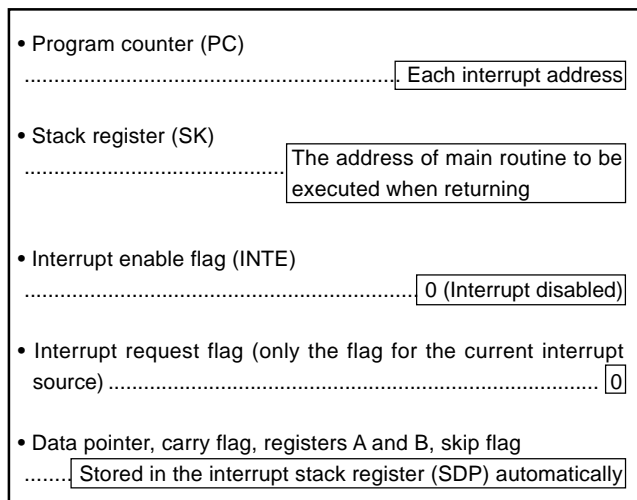 • Program counter (PC)
............................................................... Each interrupt address
• Stack register (SK)
............................................ The address of main routine to be
executed when returning
• Interrupt enable flag (INTE)
.................................................................. 0 (Interrupt disabled)
• Interrupt request flag (only the flag for the current interrupt
source) .................................................................................. 0
• Data pointer, carry flag, registers A and B, skip flag
........ Stored in the interrupt stack register (SDP) automatically